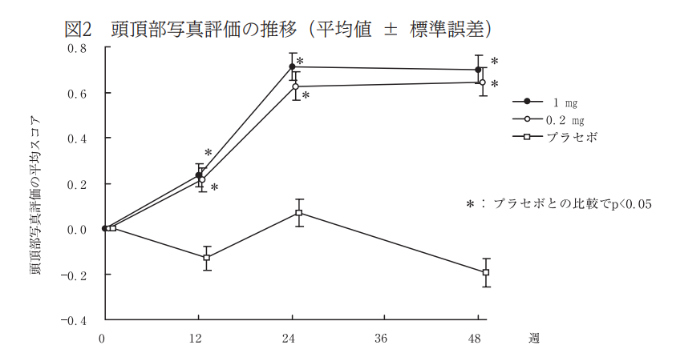 図2 頭頂部写真評価の推移（平均値 ± 標準誤差）
頭頂部写真評価の平均スコア
0.8
0.6
0.4
0.2
0.0
−0.2
−0.4
0 12 24 36 48 週
*
*
*
*
*
*
1 mg
0.2 mg
プラセボ
*：プラセボとの比較でp<0.05